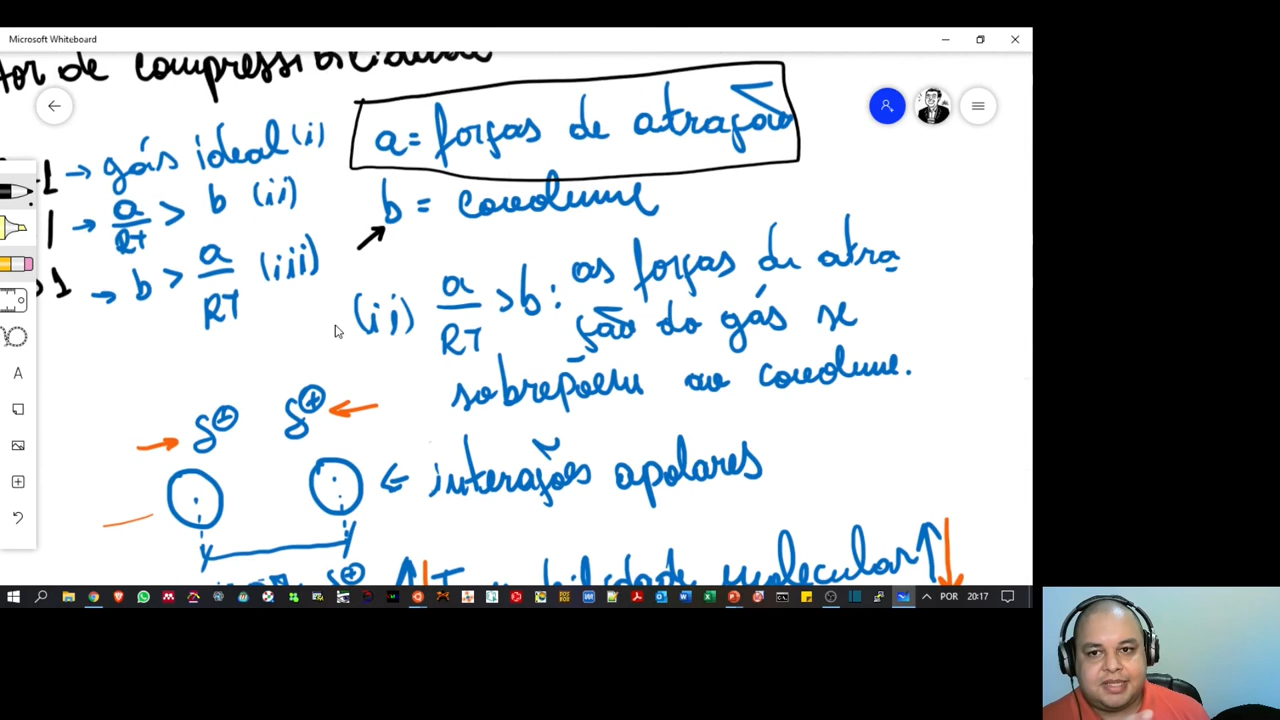 Microsoft Whiteboard
de compressibilidade
a = forças de atração
1 → gás ideal (i)
b = covolume
1 → a/RT > b (ii)
1 → b > a/RT (iii)
(ii) a/RT > b : as forças de atra
ção do gás se
sobrepõem ao covolume.
δ⊕ δ⊕
← interações apolares
δ⊕ ↑↓T molecular ↑↓
POR 20:17